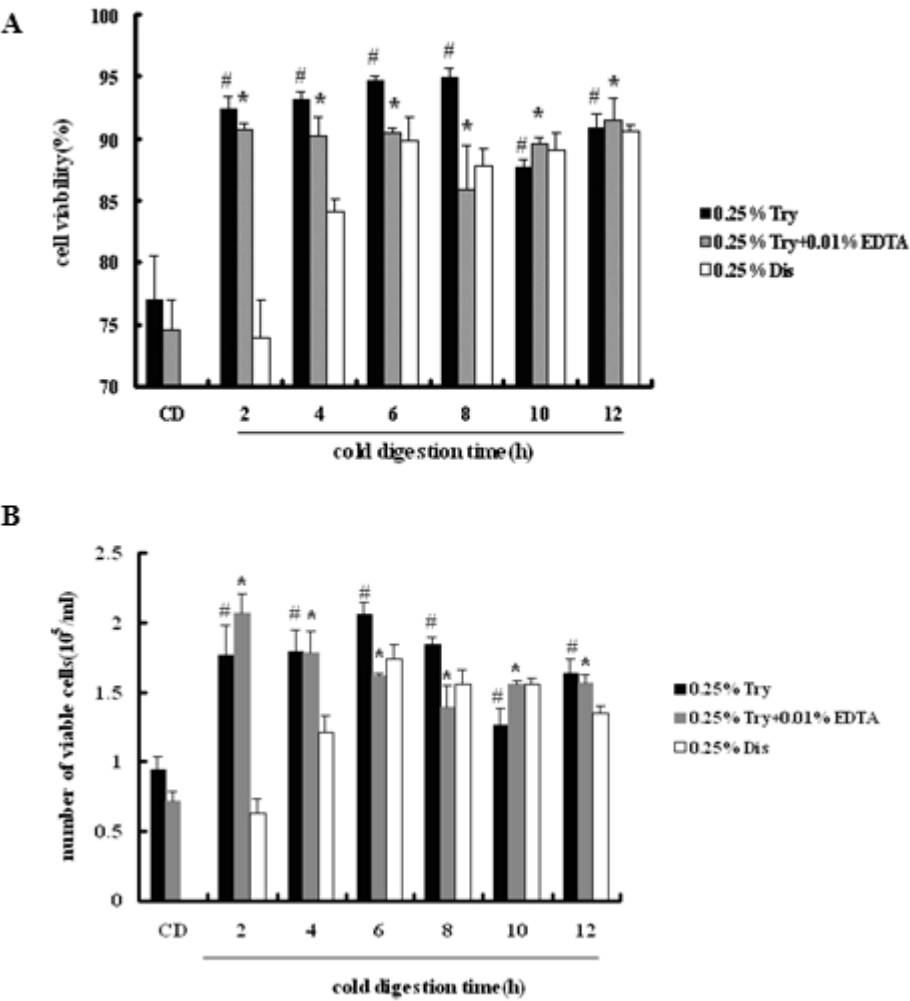 A
100
95
90
85
80
75
70
cell viability(%)
# * # * # * # * # * # *
CD 2 4 6 8 10 12
cold digestion time(h)
0.25% Try
0.25% Try+0.01% EDTA
0.25% Dis
B
2.5
2
1.5
1
0.5
0
number of viable cells(10⁵/ml)
# * # * # * # * # * # *
CD 2 4 6 8 10 12
cold digestion time(h)
0.25% Try
0.25% Try+0.01% EDTA
0.25% Dis